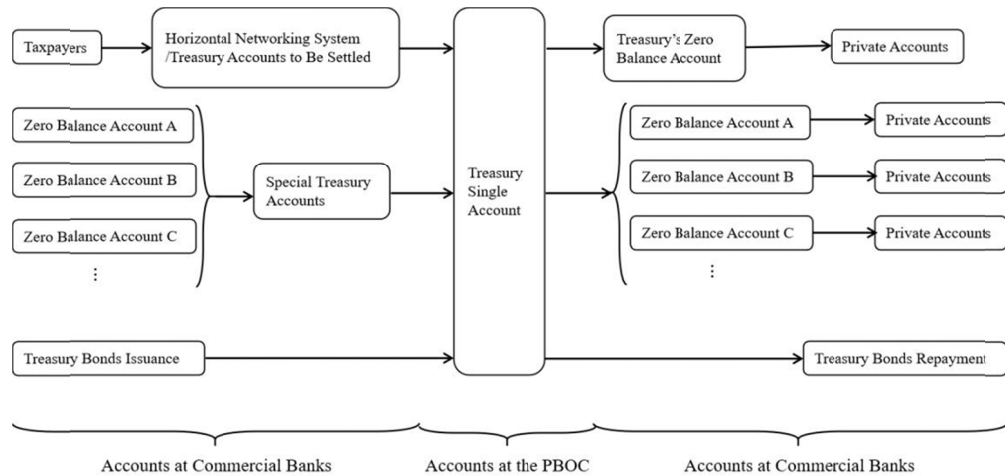 Taxpayers
Horizontal Networking System
/Treasury Accounts to Be Settled
Treasury's Zero
Balance Account
Private Accounts
Zero Balance Account A
Zero Balance Account B
Zero Balance Account C
⋮
Special Treasury
Accounts
Treasury
Single
Account
Zero Balance Account A
Private Accounts
Zero Balance Account B
Private Accounts
Zero Balance Account C
Private Accounts
⋮
Treasury Bonds Issuance
Treasury Bonds Repayment
Accounts at Commercial Banks
Accounts at the PBOC
Accounts at Commercial Banks